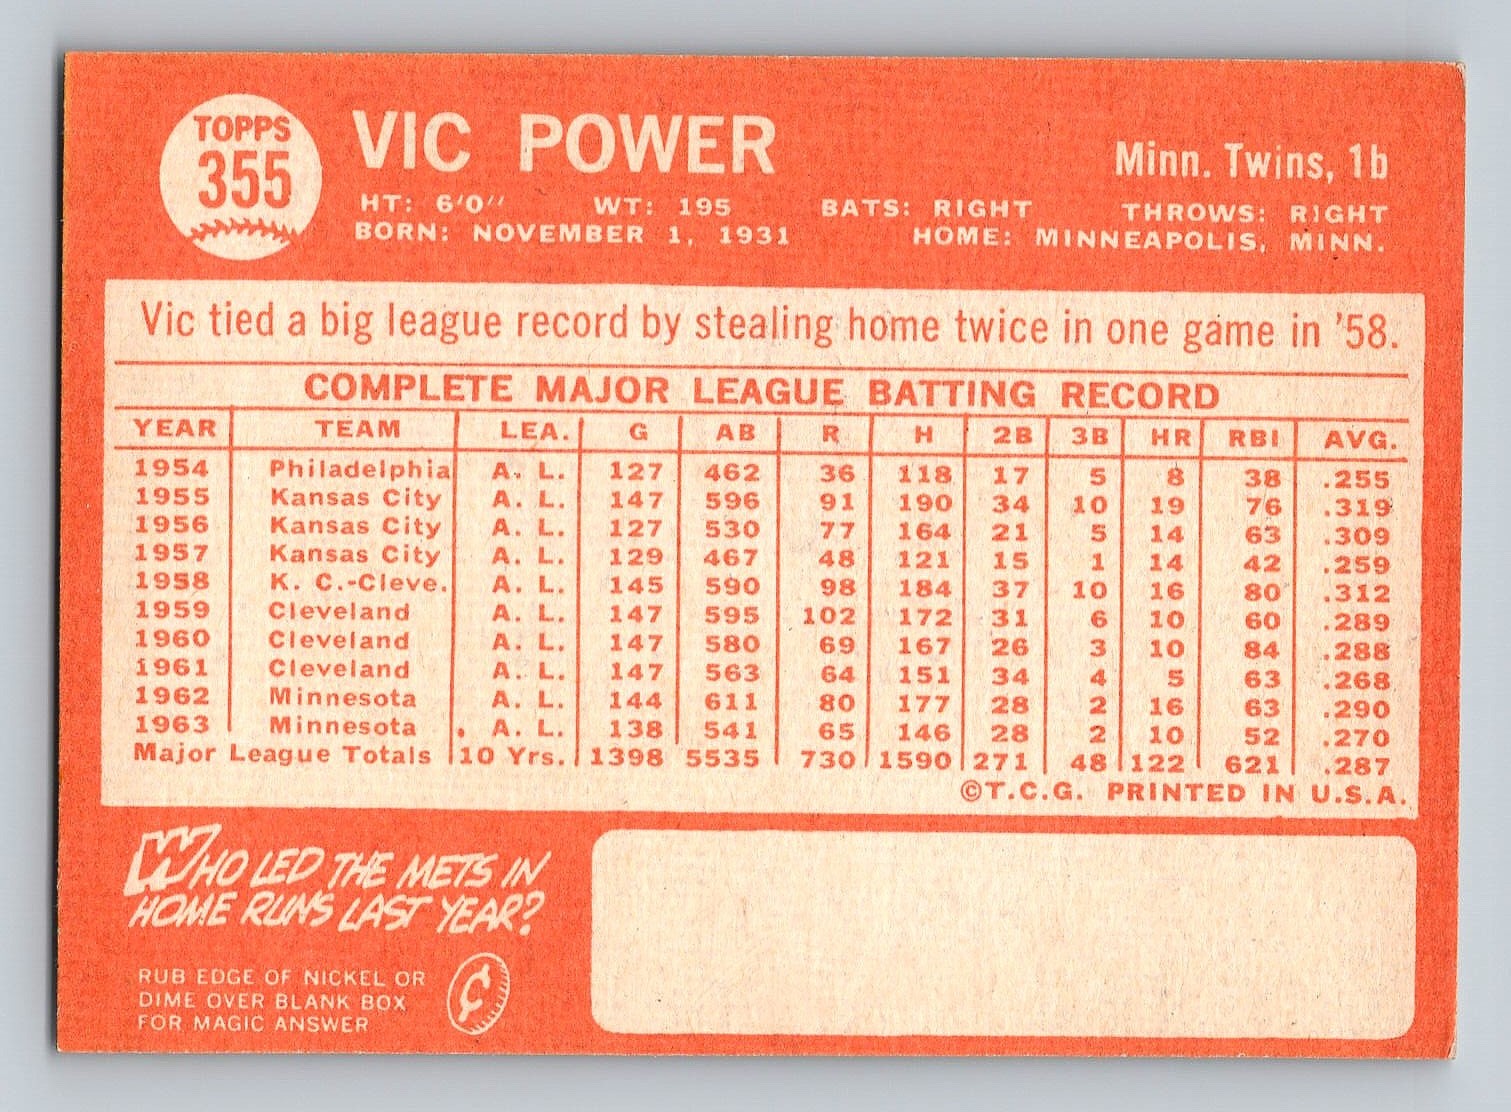 TOPPS
355
VIC POWER
Minn. Twins, 1b
HT: 6'0" WT: 195 BATS: RIGHT THROWS: RIGHT
BORN: NOVEMBER 1, 1931 HOME: MINNEAPOLIS, MINN.
Vic tied a big league record by stealing home twice in one game in '58.
COMPLETE MAJOR LEAGUE BATTING RECORD
YEAR TEAM LEA. G AB R H 2B 3B HR RBI AVG.
1954 Philadelphia A. L. 127 462 36 118 17 5 8 38 .255
1955 Kansas City A. L. 147 596 91 190 34 10 19 76 .319
1956 Kansas City A. L. 127 530 77 164 21 5 14 63 .309
1957 Kansas City A. L. 129 467 48 121 15 1 14 42 .259
1958 K. C.-Cleve. A. L. 145 590 98 184 37 10 16 80 .312
1959 Cleveland A. L. 147 595 102 172 31 6 10 60 .289
1960 Cleveland A. L. 147 580 69 167 26 3 10 84 .288
1961 Cleveland A. L. 147 563 64 151 34 4 5 63 .268
1962 Minnesota A. L. 144 611 80 177 28 2 16 63 .290
1963 Minnesota A. L. 138 541 65 146 28 2 10 52 .270
Major League Totals 10 Yrs. 1398 5535 730 1590 271 48 122 621 .287
©T.C.G. PRINTED IN U.S.A.
WHO LED THE METS IN
HOME RUNS LAST YEAR?
RUB EDGE OF NICKEL OR
DIME OVER BLANK BOX
FOR MAGIC ANSWER
¢